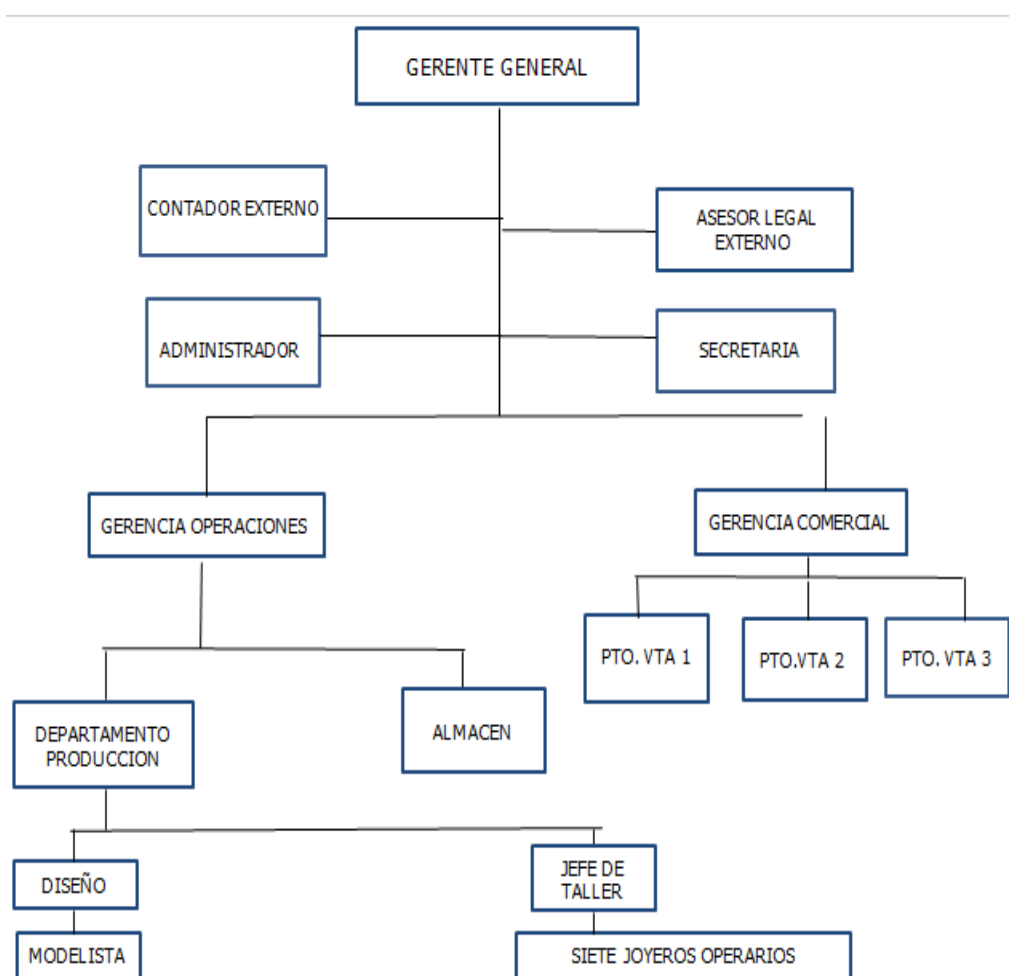 GERENTE GENERAL
CONTADOR EXTERNO
ASESOR LEGAL
EXTERNO
ADMINISTRADOR
SECRETARIA
GERENCIA OPERACIONES
GERENCIA COMERCIAL
PTO. VTA 1
PTO.VTA 2
PTO. VTA 3
DEPARTAMENTO
PRODUCCION
ALMACEN
DISEÑO
JEFE DE
TALLER
MODELISTA
SIETE JOYEROS OPERARIOS